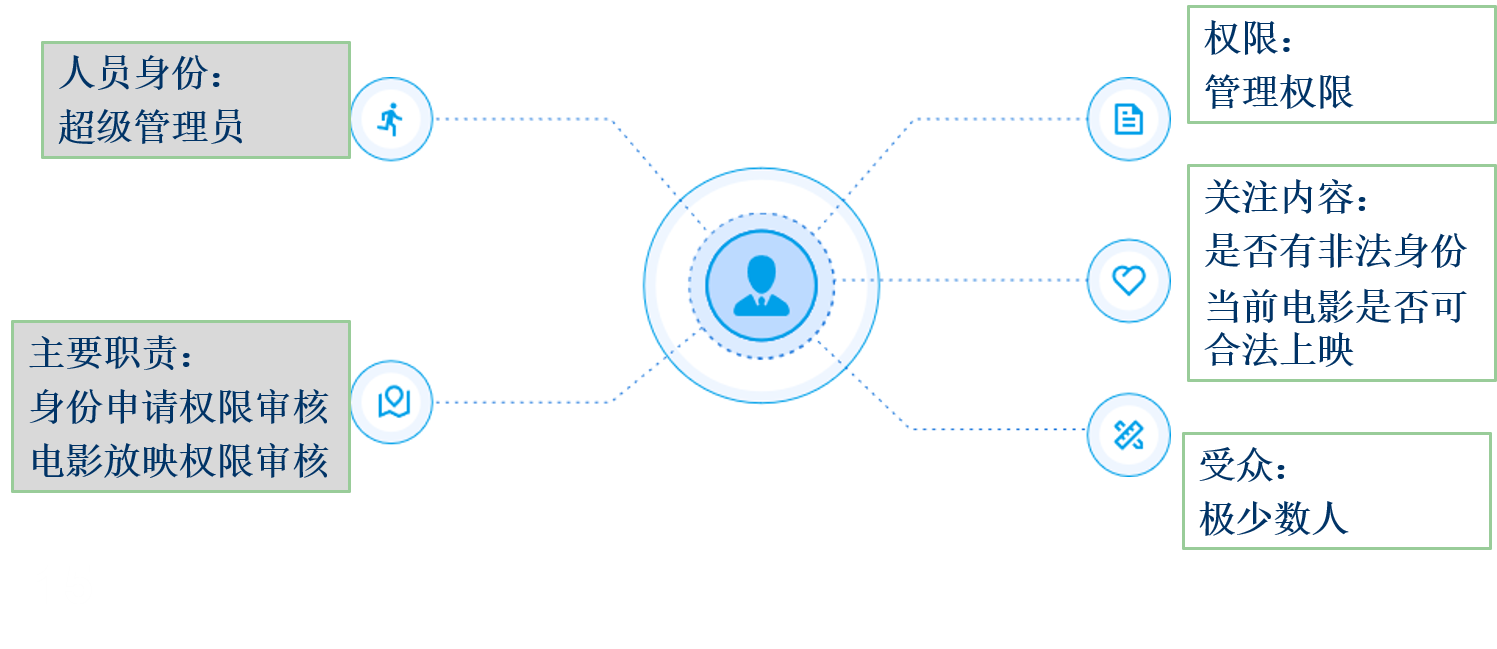 人员身份：
超级管理员
主要职责：
身份申请权限审核
电影放映权限审核
权限：
管理权限
关注内容：
是否有非法身份
当前电影是否可
合法上映
受众：
极少数人